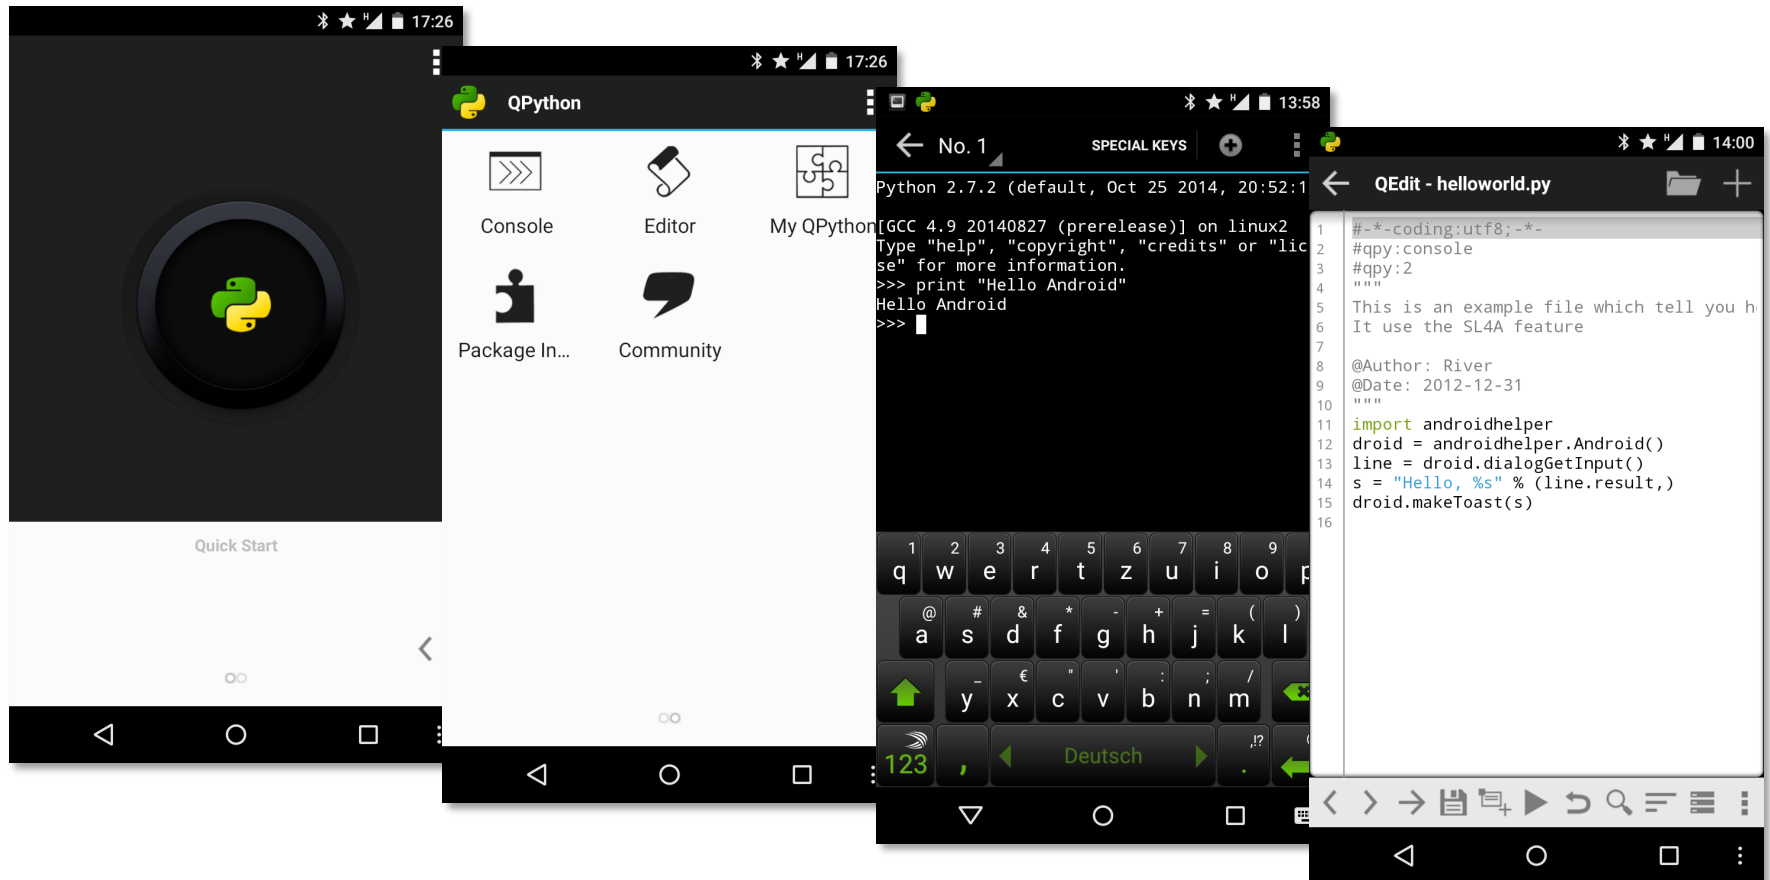 17:26
Quick Start
17:26
QPython
Console
Editor
My QPython
Package In...
Community
13:58
No. 1
SPECIAL KEYS
Python 2.7.2 (default, Oct 25 2014, 20:52:1
[GCC 4.9 20140827 (prerelease)] on linux2
Type "help", "copyright", "credits" or "lic
se" for more information.
>>> print "Hello Android"
Hello Android
>>>
1 2 3 4 5 6 7 8 9
q w e r t z u i o p
@ # & * - + = ( )
a s d f g h j k l
_ € " ' : ; /
y x c v b n m
,!?
123 , Deutsch .
H 14:00
QEdit - helloworld.py
1 #-*-coding:utf8;-*-
2 #qpy:console
3 #qpy:2
4 """
5 This is an example file which tell you h
6 It use the SL4A feature
7
8 @Author: River
9 @Date: 2012-12-31
10 """
11 import androidhelper
12 droid = androidhelper.Android()
13 line = droid.dialogGetInput()
14 s = "Hello, %s" % (line.result,)
15 droid.makeToast(s)
16